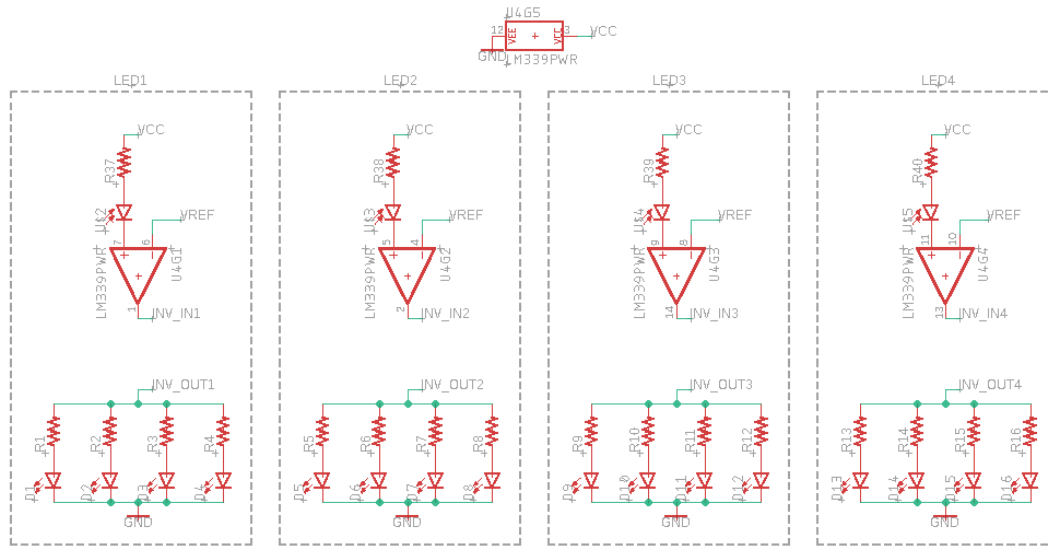 U4G5
12 VEE VCC 3 VCC
GND LM339PWR
LED1 LED2 LED3 LED4
VCC VCC VCC VCC
R37 R38 R39 R40
US2 US3 US4 US5
VREF VREF VREF VREF
7 6 5 4 9 8 11 10
LM339PWR U4G1 LM339PWR U4G2 LM339PWR U4G3 LM339PWR U4G4
1 INV_IN1 2 INV_IN2 14 INV_IN3 13 INV_IN4
INV_OUT1 INV_OUT2 INV_OUT3 INV_OUT4
R1 R2 R3 R4 R5 R6 R7 R8 R9 R10 R11 R12 R13 R14 R15 R16
D1 D2 D3 D4 D5 D6 D7 D8 D9 D10 D11 D12 D13 D14 D15 D16
GND GND GND GND